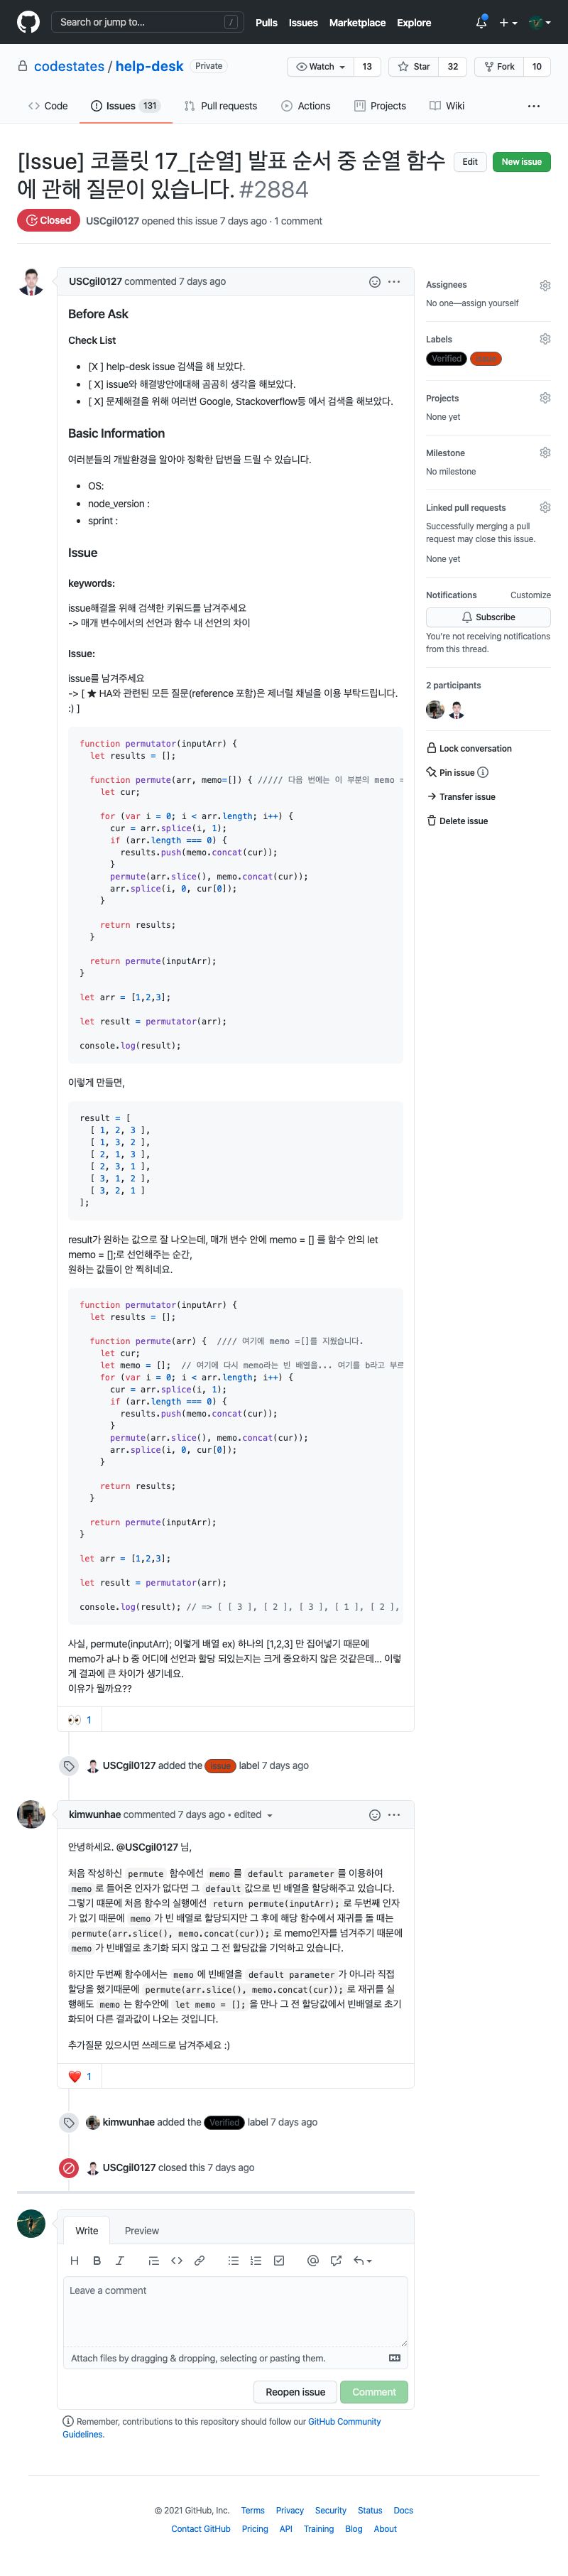 Search or jump to... /
Pulls Issues Marketplace Explore
codestates / help-desk Private
Watch 13 Star 32 Fork 10
Code Issues 131 Pull requests Actions Projects Wiki ...
[Issue] 코플릿 17_[순열] 발표 순서 중 순열 함수
에 관해 질문이 있습니다. #2884
Edit New issue
Closed USCgil0127 opened this issue 7 days ago · 1 comment
USCgil0127 commented 7 days ago
Before Ask
Check List
[X ] help-desk issue 검색을 해 보았다.
[ X] issue와 해결방안에대해 곰곰히 생각을 해보았다.
[ X] 문제해결을 위해 여러번 Google, Stackoverflow등 에서 검색을 해보았다.
Basic Information
여러분들의 개발환경을 알아야 정확한 답변을 드릴 수 있습니다.
OS:
node_version :
sprint :
Issue
keywords:
issue해결을 위해 검색한 키워드를 남겨주세요
-> 매개 변수에서의 선언과 함수 내 선언의 차이
Issue:
issue를 남겨주세요
-> [ ★ HA와 관련된 모든 질문(reference 포함)은 제너럴 채널을 이용 부탁드립니다.
:) ]
function permutator(inputArr) {
let results = [];
function permute(arr, memo=[]) { ///// 다음 번에는 이 부분의 memo =
let cur;
for (var i = 0; i < arr.length; i++) {
cur = arr.splice(i, 1);
if (arr.length === 0) {
results.push(memo.concat(cur));
}
permute(arr.slice(), memo.concat(cur));
arr.splice(i, 0, cur[0]);
}
return results;
}
return permute(inputArr);
}
let arr = [1,2,3];
let result = permutator(arr);
console.log(result);
이렇게 만들면,
result = [
[ 1, 2, 3 ],
[ 1, 3, 2 ],
[ 2, 1, 3 ],
[ 2, 3, 1 ],
[ 3, 1, 2 ],
[ 3, 2, 1 ]
];
result가 원하는 값으로 잘 나오는데, 매개 변수 안에 memo = [] 를 함수 안의 let
memo = [];로 선언해주는 순간,
원하는 값들이 안 찍히네요.
function permutator(inputArr) {
let results = [];
function permute(arr) { //// 여기에 memo =[]를 지웠습니다.
let cur;
let memo = []; // 여기에 다시 memo라는 빈 배열을... 여기를 b라고 부르
for (var i = 0; i < arr.length; i++) {
cur = arr.splice(i, 1);
if (arr.length === 0) {
results.push(memo.concat(cur));
}
permute(arr.slice(), memo.concat(cur));
arr.splice(i, 0, cur[0]);
}
return results;
}
return permute(inputArr);
}
let arr = [1,2,3];
let result = permutator(arr);
console.log(result); // => [ [ 3 ], [ 2 ], [ 3 ], [ 1 ], [ 2 ],
사실, permute(inputArr); 이렇게 배열 ex) 하나의 [1,2,3] 만 집어넣기 때문에
memo가 a나 b 중 어디에 선언과 할당 되있는지는 크게 중요하지 않은 것같은데... 이렇
게 결과에 큰 차이가 생기네요.
이유가 뭘까요??
👀 1
USCgil0127 added the Issue label 7 days ago
kimwunhae commented 7 days ago • edited
안녕하세요. @USCgil0127 님,
처음 작성하신 permute 함수에선 memo 를 default parameter 를 이용하여
memo 로 들어온 인자가 없다면 그 default 값으로 빈 배열을 할당해주고 있습니다.
그렇기 떄문에 처음 함수의 실행에선 return permute(inputArr); 로 두번째 인자
가 없기 때문에 memo 가 빈 배열로 할당되지만 그 후에 해당 함수에서 재귀를 돌 때는
permute(arr.slice(), memo.concat(cur)); 로 memo인자를 넘겨주기 때문에
memo 가 빈배열로 초기화 되지 않고 그 전 할당값을 기억하고 있습니다.
하지만 두번째 함수에서는 memo 에 빈배열을 default parameter 가 아니라 직접
할당을 했기때문에 permute(arr.slice(), memo.concat(cur)); 로 재귀를 실
행해도 memo 는 함수안에 let memo = []; 을 만나 그 전 할당값에서 빈배열로 초기
화되어 다른 결과값이 나오는 것입니다.
추가질문 있으시면 쓰레드로 남겨주세요 :)
❤️ 1
kimwunhae added the Verified label 7 days ago
USCgil0127 closed this 7 days ago
Write Preview
Leave a comment
Attach files by dragging & dropping, selecting or pasting them.
Reopen issue Comment
Remember, contributions to this repository should follow our GitHub Community
Guidelines.
Assignees
No one—assign yourself
Labels
Verified Issue
Projects
None yet
Milestone
No milestone
Linked pull requests
Successfully merging a pull
request may close this issue.
None yet
Notifications Customize
Subscribe
You're not receiving notifications
from this thread.
2 participants
Lock conversation
Pin issue
Transfer issue
Delete issue
© 2021 GitHub, Inc. Terms Privacy Security Status Docs
Contact GitHub Pricing API Training Blog About